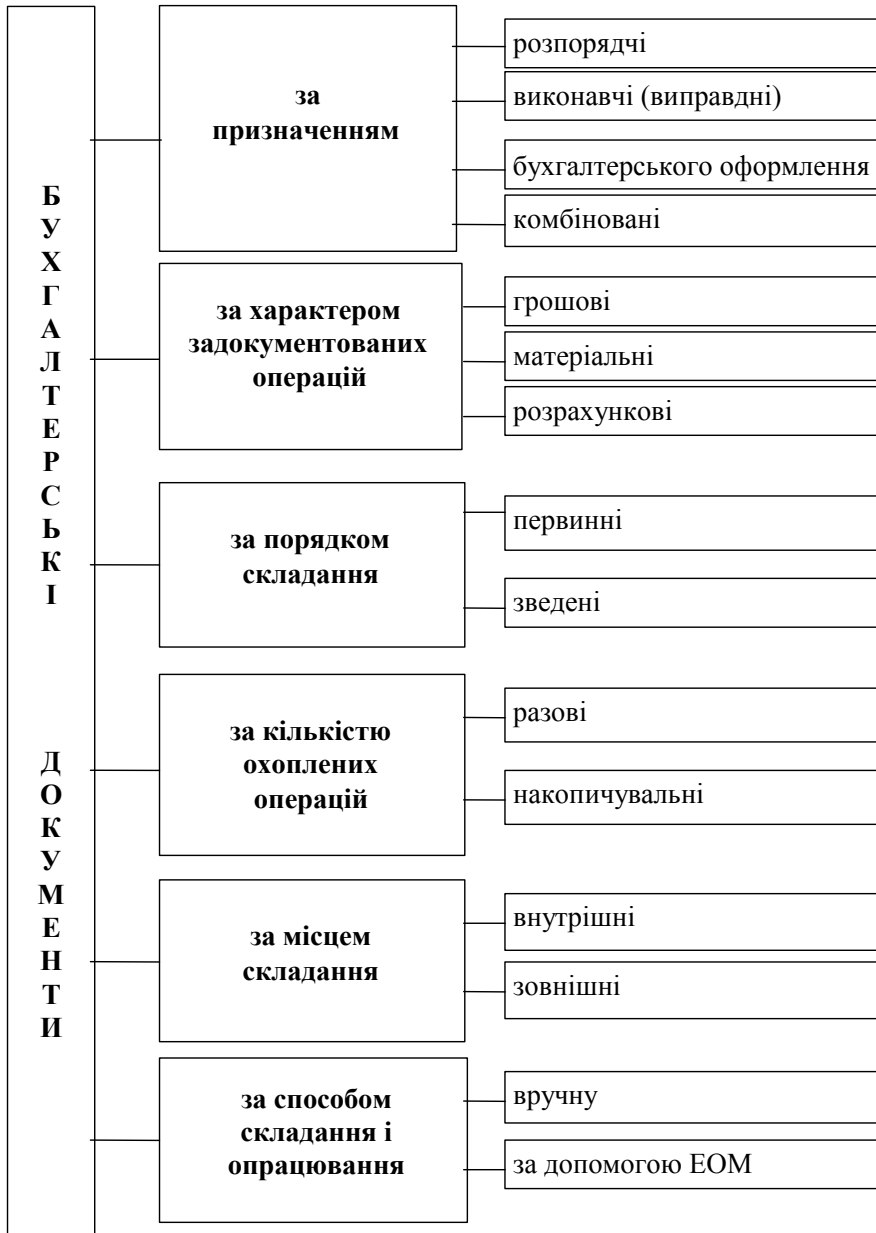 БУХГАЛТЕРСЬКІ ДОКУМЕНТИ
за
призначенням
розпорядчі
виконавчі (виправдні)
бухгалтерського оформлення
комбіновані
за характером
задокументованих
операцій
грошові
матеріальні
розрахункові
за порядком
складання
первинні
зведені
за кількістю
охоплених
операцій
разові
накопичувальні
за місцем
складання
внутрішні
зовнішні
за способом
складання і
опрацювання
вручну
за допомогою ЕОМ